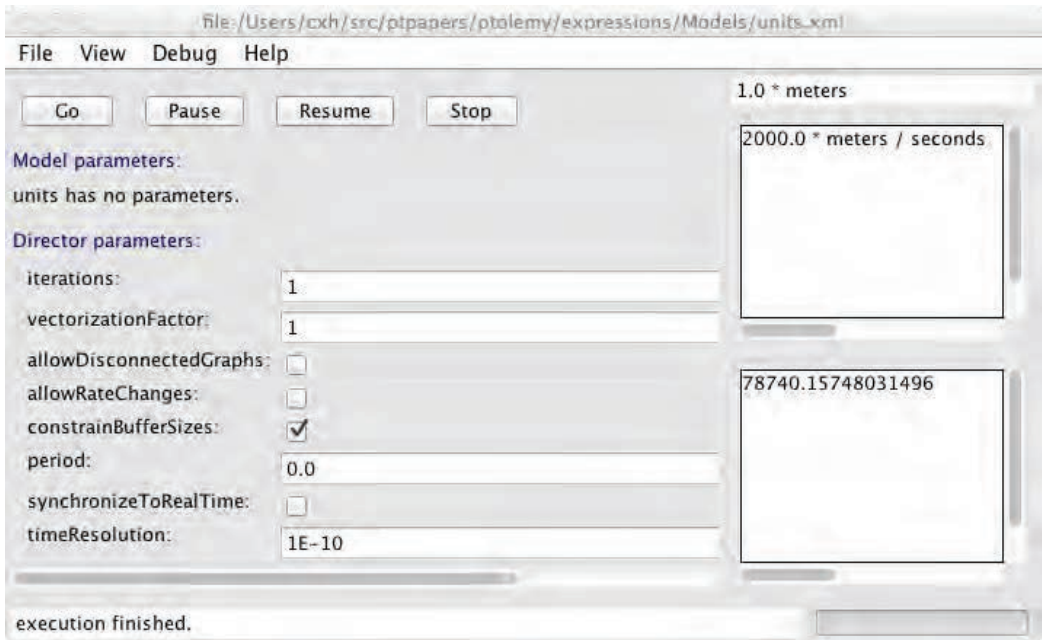 file:/Users/cxh/src/ptpapers/ptolemy/expressions/Models/units.xml
File View Debug Help
Go Pause Resume Stop
Model parameters:
units has no parameters.
Director parameters:
iterations: 1
vectorizationFactor: 1
allowDisconnectedGraphs:
allowRateChanges:
constrainBufferSizes:
period: 0.0
synchronizeToRealTime:
timeResolution: 1E-10
1.0 * meters
2000.0 * meters / seconds
78740.15748031496
execution finished.